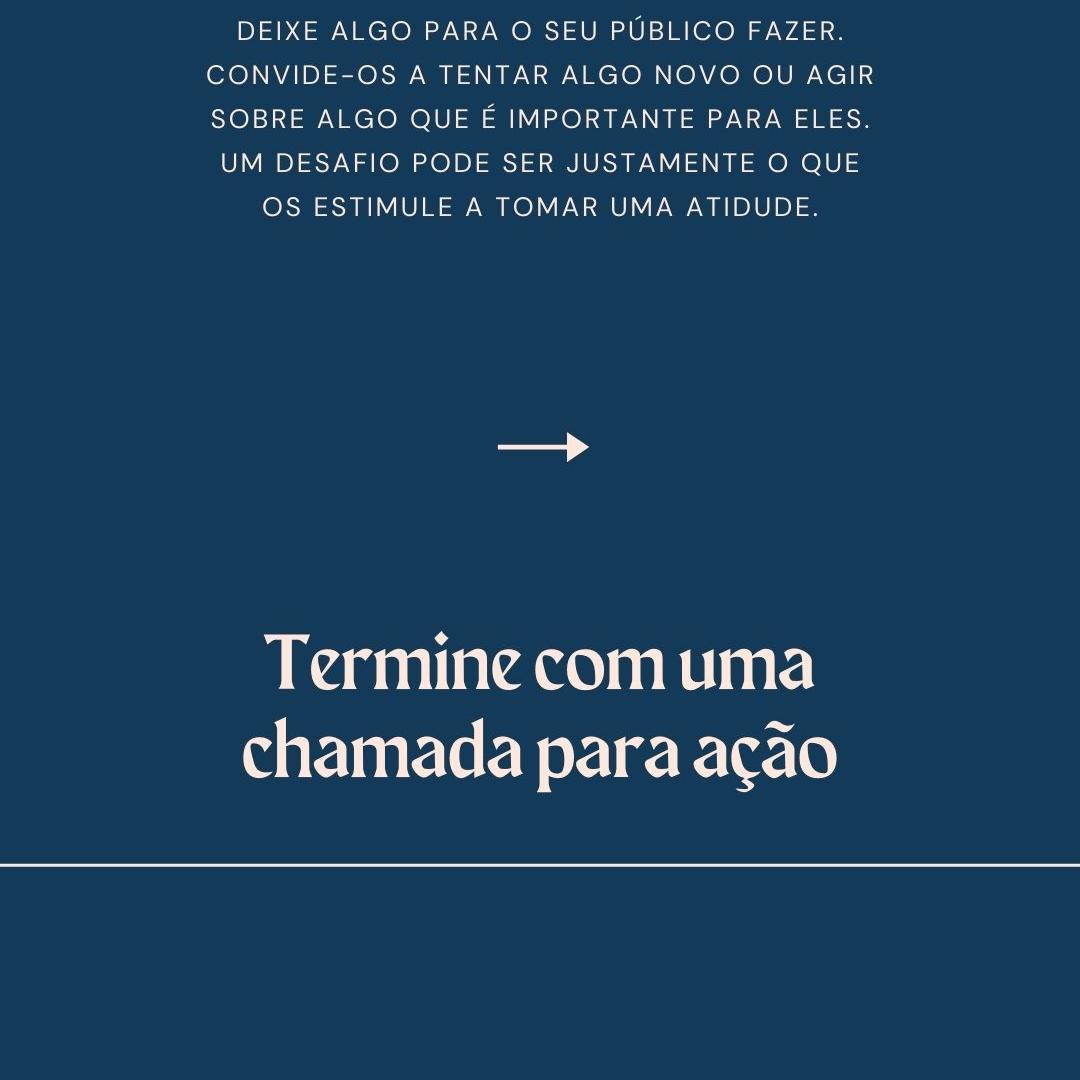 DEIXE ALGO PARA O SEU PÚBLICO FAZER.
CONVIDE-OS A TENTAR ALGO NOVO OU AGIR
SOBRE ALGO QUE É IMPORTANTE PARA ELES.
UM DESAFIO PODE SER JUSTAMENTE O QUE
OS ESTIMULE A TOMAR UMA ATIDUDE.
Termine com uma
chamada para ação